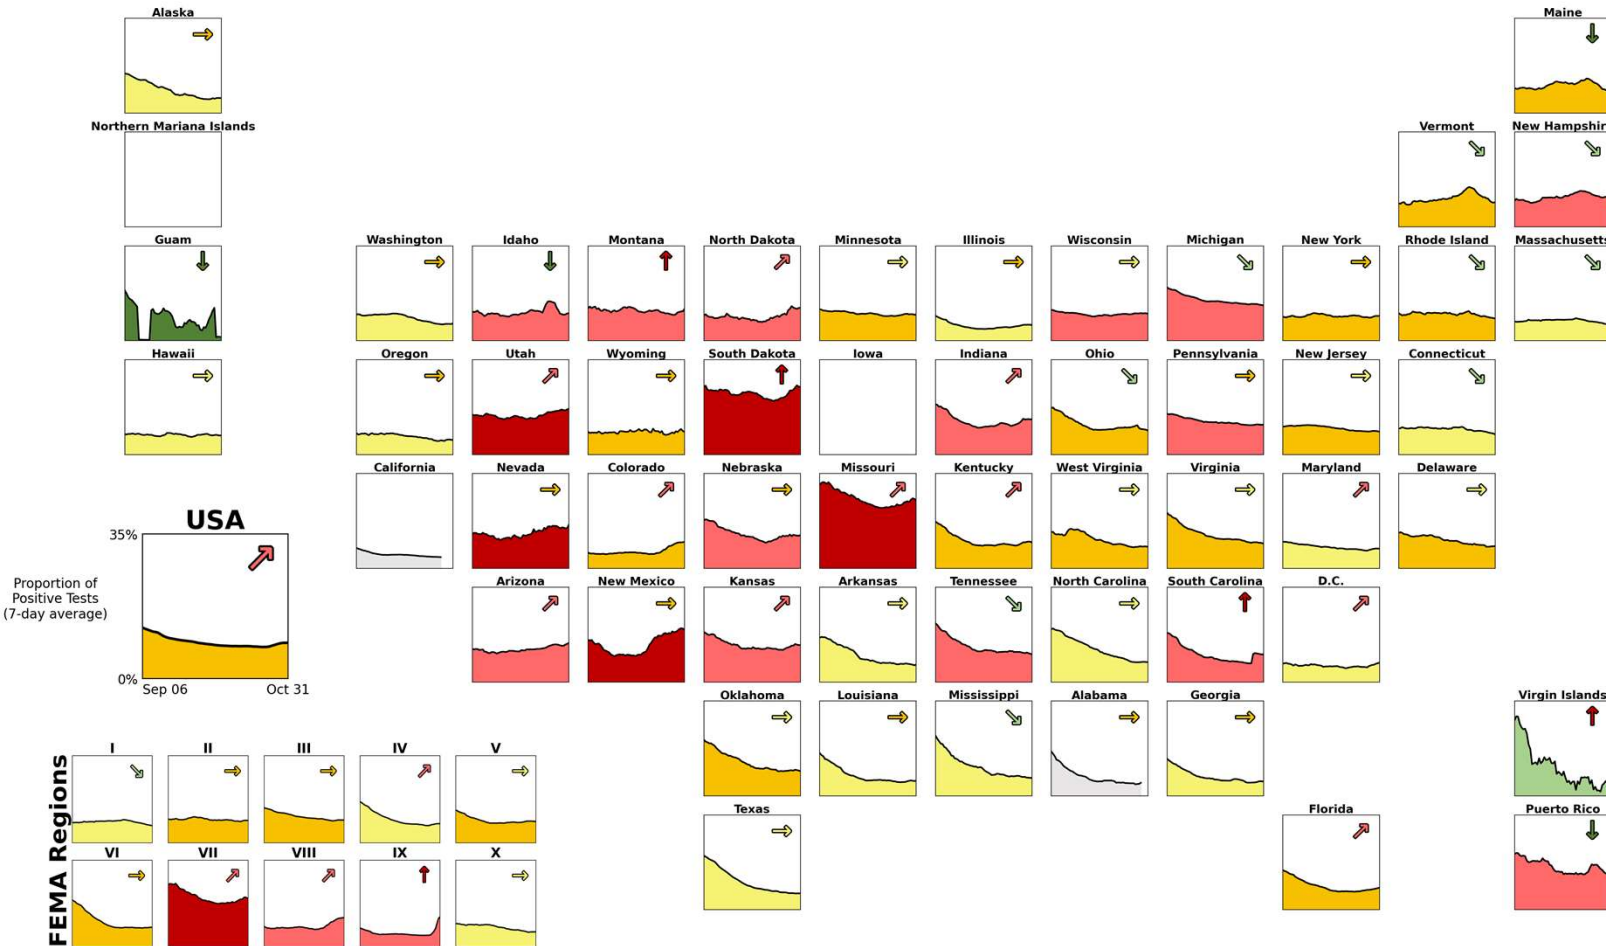 Alaska
Maine
Northern Mariana Islands
Vermont
New Hampshir
Guam
Washington
Idaho
Montana
North Dakota
Minnesota
Illinois
Wisconsin
Michigan
New York
Rhode Island
Massachusetts
Hawaii
Oregon
Utah
Wyoming
South Dakota
Iowa
Indiana
Ohio
Pennsylvania
New Jersey
Connecticut
California
Nevada
Colorado
Nebraska
Missouri
Kentucky
West Virginia
Virginia
Maryland
Delaware
USA
35%
Proportion of
Positive Tests
(7-day average)
0%
Sep 06
Oct 31
Arizona
New Mexico
Kansas
Arkansas
Tennessee
North Carolina
South Carolina
D.C.
Oklahoma
Louisiana
Mississippi
Alabama
Georgia
Virgin Islands
Texas
Florida
Puerto Rico
FEMA Regions
I
II
III
IV
V
VI
VII
VIII
IX
X